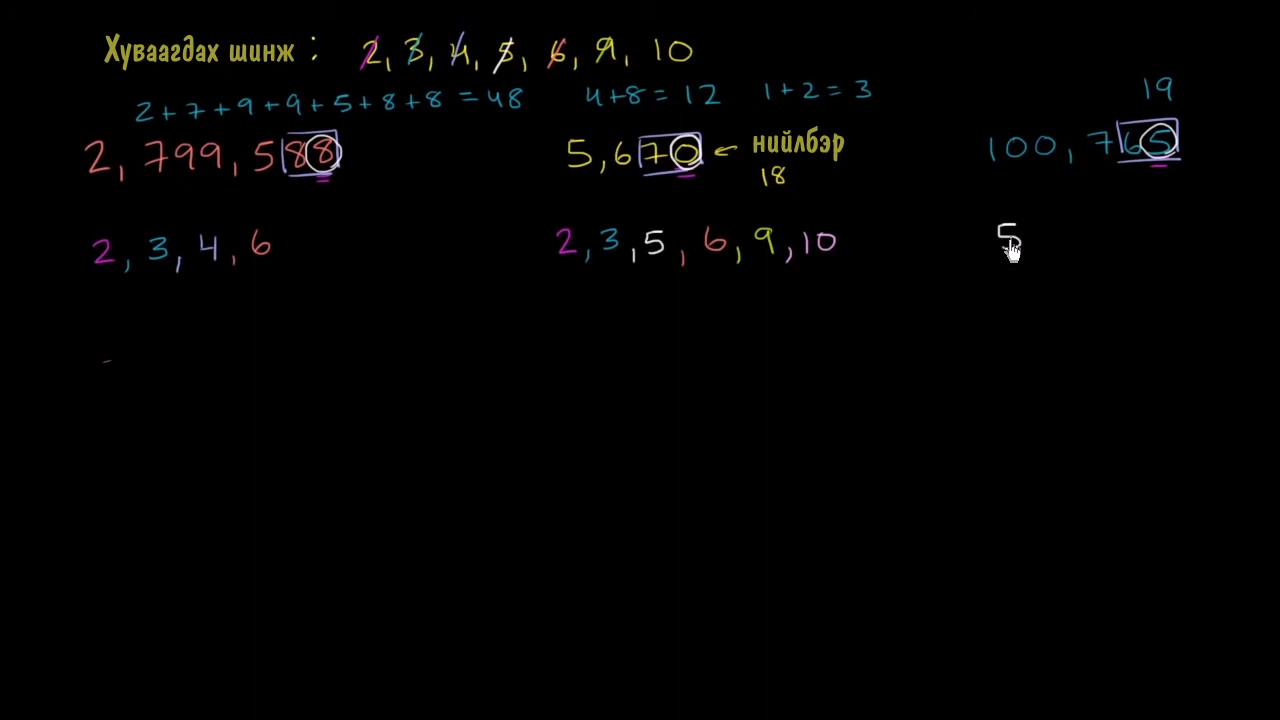 Хуваагдах шинж : 2, 3, 4, 5, 6, 9, 10
2+7+9+9+5+8+8 = 48 4+8 = 12 1+2 = 3 19
2,799,588 5,670 ← нийлбэр 100,765
18
2, 3, 4, 6 2, 3, 5, 6, 9, 10 5